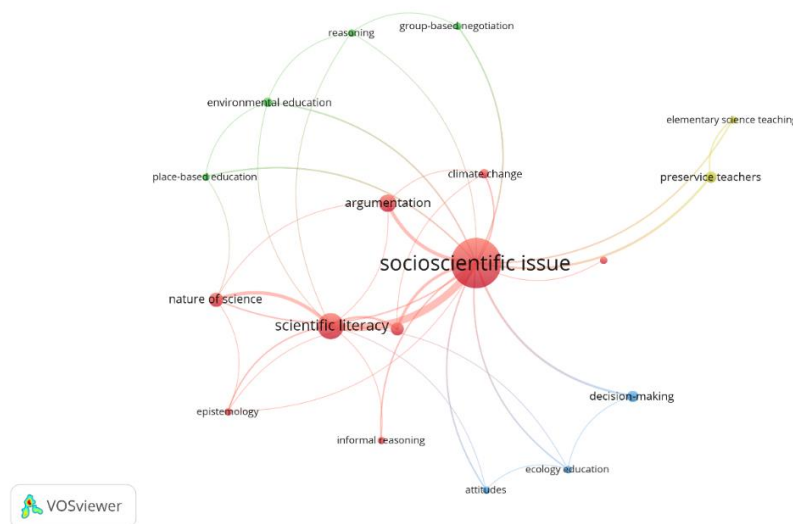 group-based negotiation
reasoning
environmental education
elementary science teaching
place-based education
climate change
preservice teachers
argumentation
socioscientific issue
nature of science
scientific literacy
decision-making
epistemology
informal reasoning
ecology education
attitudes
VOSviewer